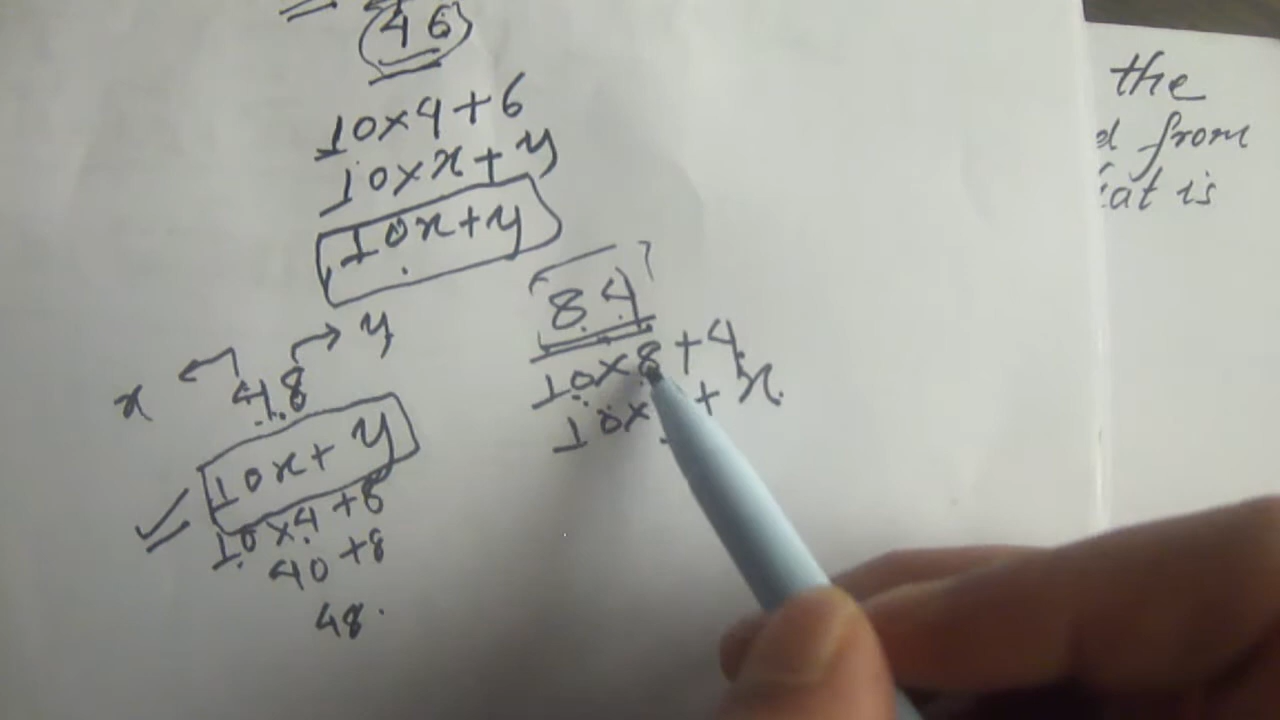 46
10×4+6
10×x+y
10x+y
84
10×8+4
10× + x
x 48 y
10x+y
10×4+8
40+8
48.
the
from
is